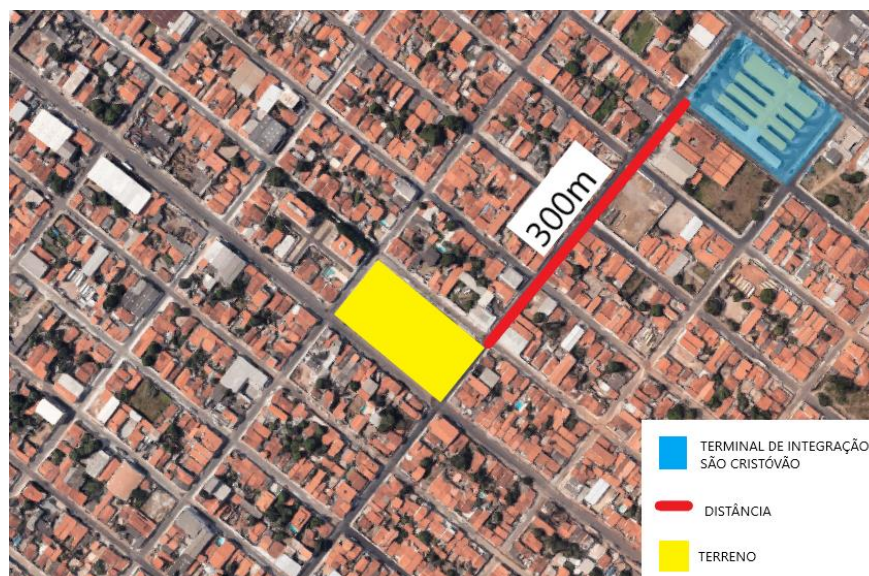 300m
TERMINAL DE INTEGRAÇÃO
SÃO CRISTÓVÃO
DISTÂNCIA
TERRENO